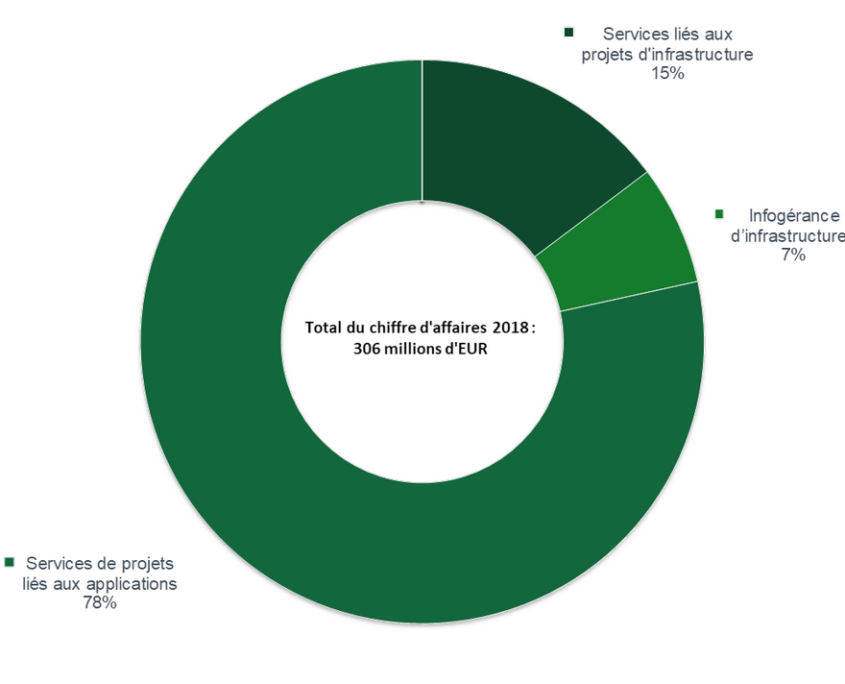 Services liés aux
projets d'infrastructure
15%
Infogérance
d'infrastructure
7%
Total du chiffre d'affaires 2018 :
306 millions d'EUR
Services de projets
liés aux applications
78%